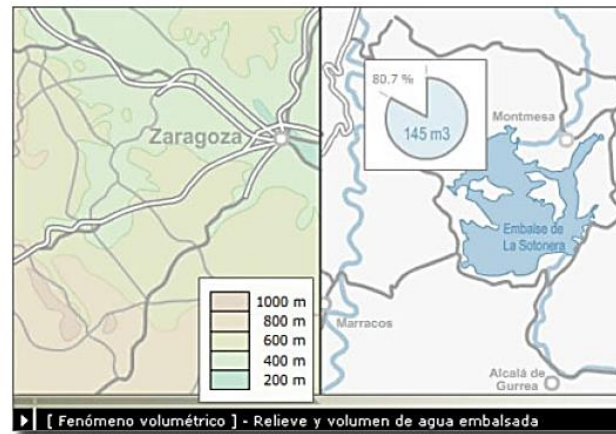 Zaragoza
1000 m
800 m
600 m
400 m
200 m
80.7 %
145 m3
Montmesa
Embalse de
La Sotonera
Marracos
Alcalá de
Gurrea
[ Fenómeno volumétrico ] - Relieve y volumen de agua embalsada